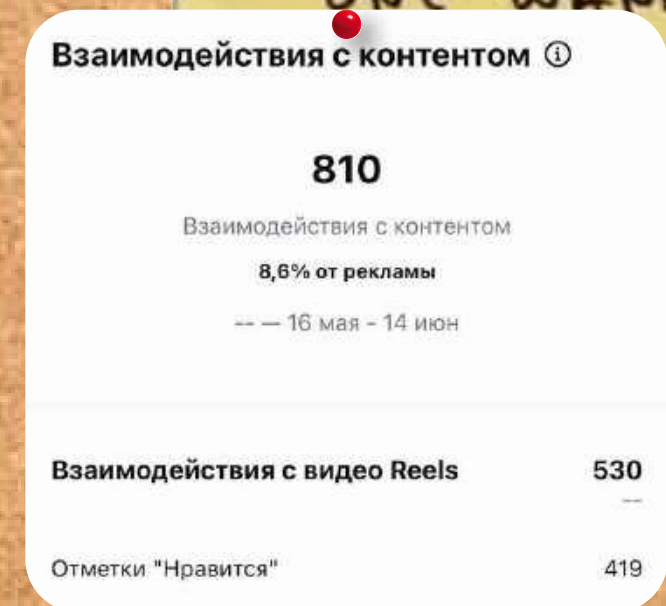 Взаимодействия с контентом
810
Взаимодействия с контентом
8,6% от рекламы
-- — 16 мая - 14 июн
Взаимодействия с видео Reels 530
--
Отметки "Нравится" 419